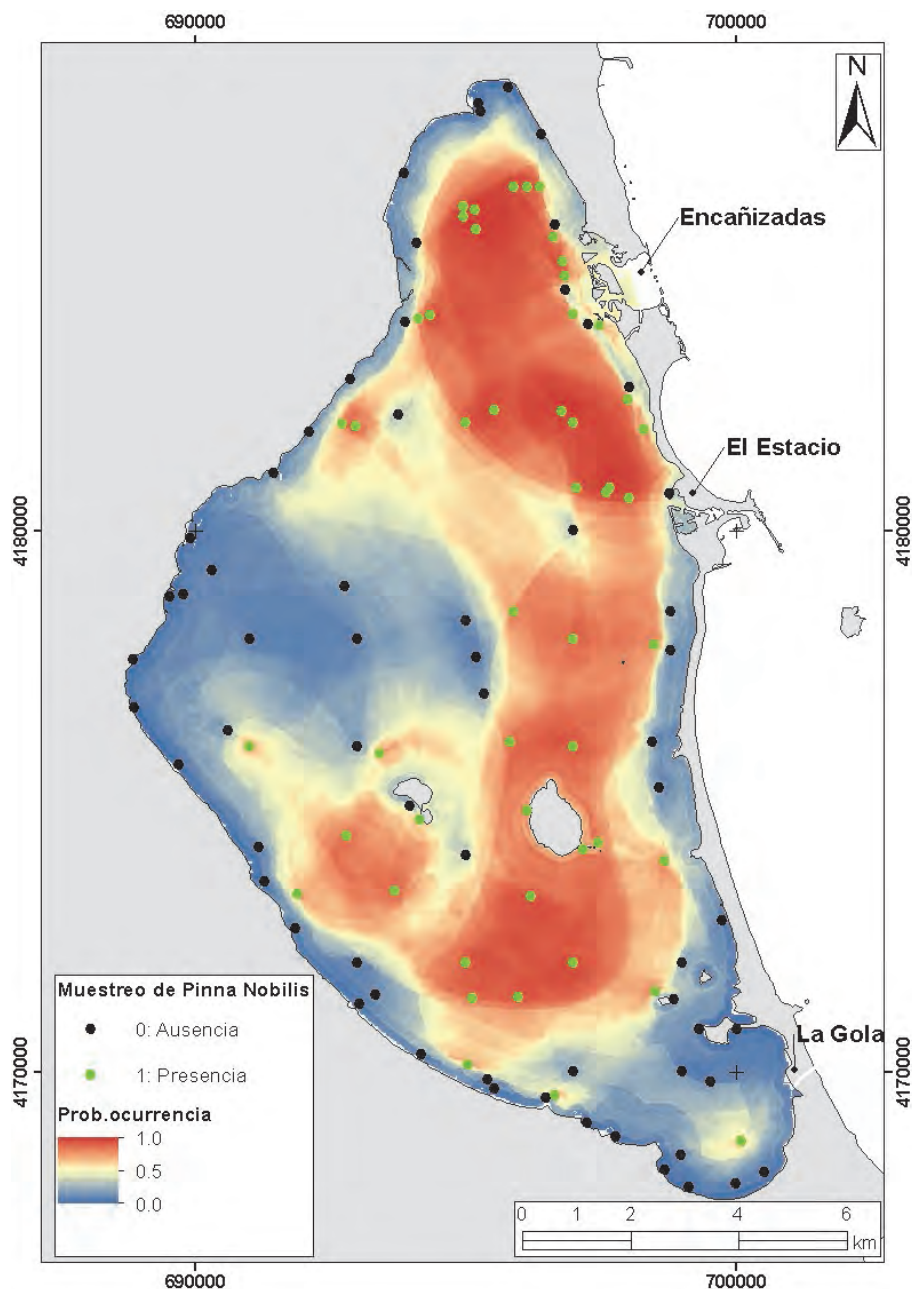 690000
700000
N
Encañizadas
El Estacio
4180000
4180000
Muestreo de Pinna Nobilis
0: Ausencia
1: Presencia
Prob.ocurrencia
1.0
0.5
0.0
La Gola
4170000
4170000
0 1 2 4 6
km
690000
700000